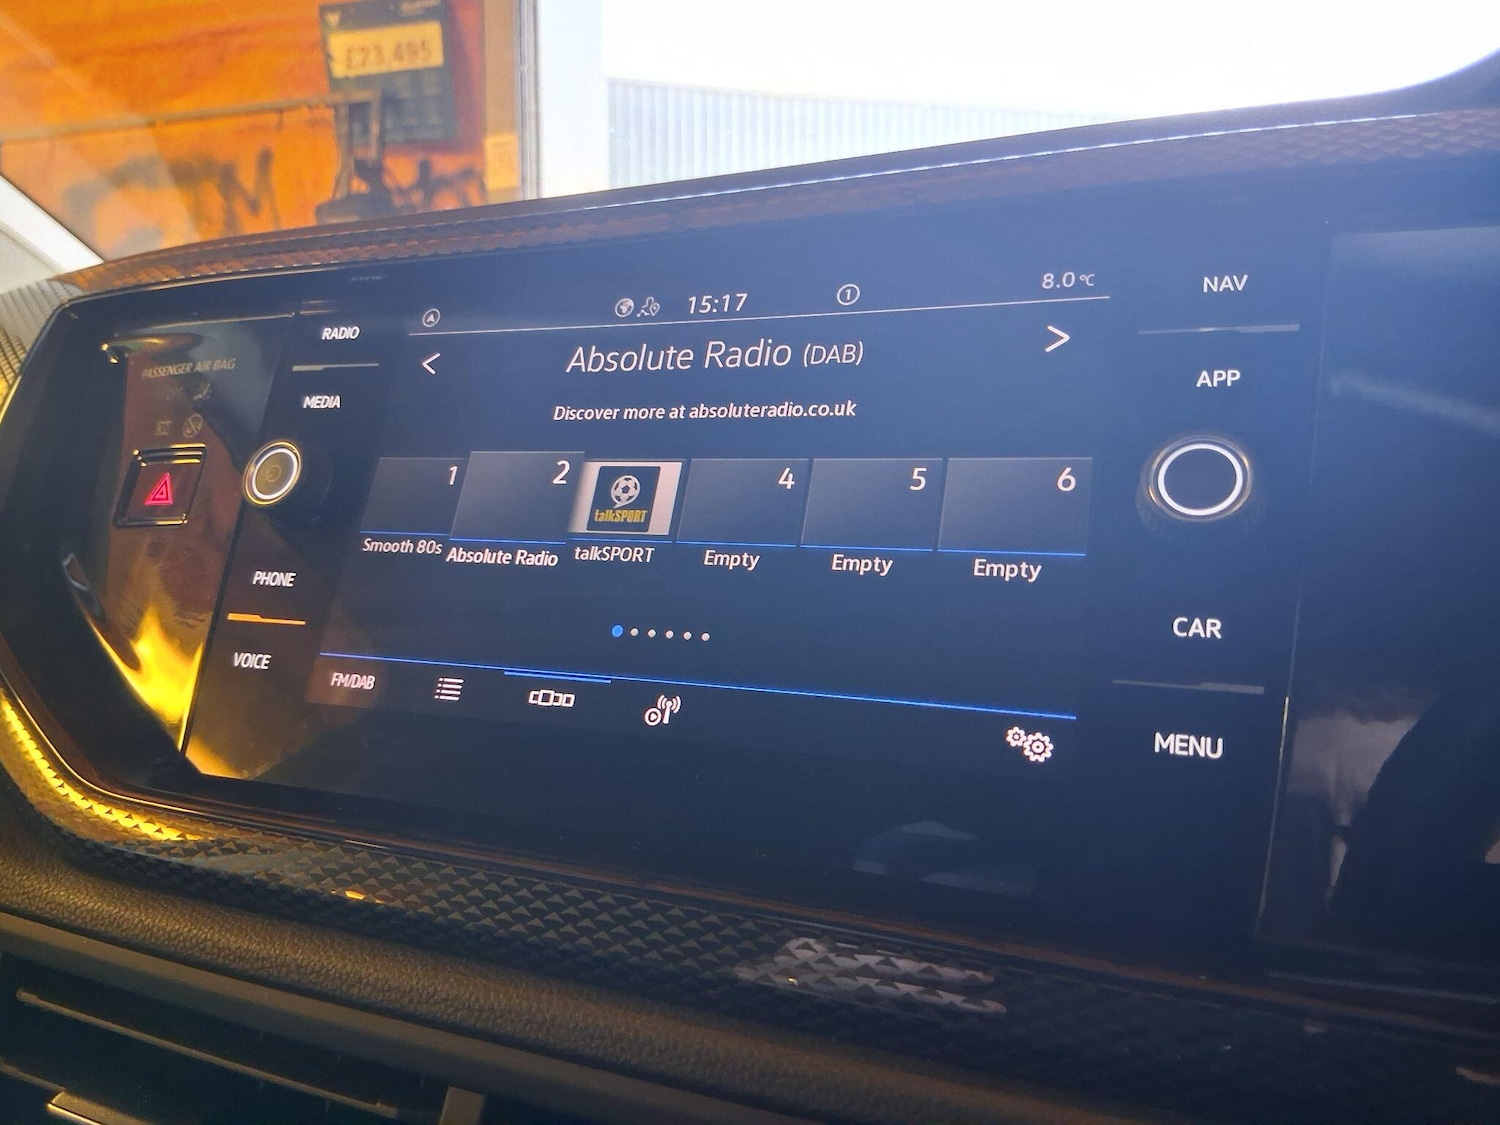 £23,495
8.0 °C
NAV
15:17
1
A
RADIO
Absolute Radio (DAB)
<
>
PASSENGER AIR BAG
APP
MEDIA
Discover more at absoluteradio.co.uk
1
2
talkSPORT
4
5
6
Smooth 80s
Absolute Radio
talkSPORT
Empty
Empty
Empty
PHONE
CAR
VOICE
FM/DAB
MENU